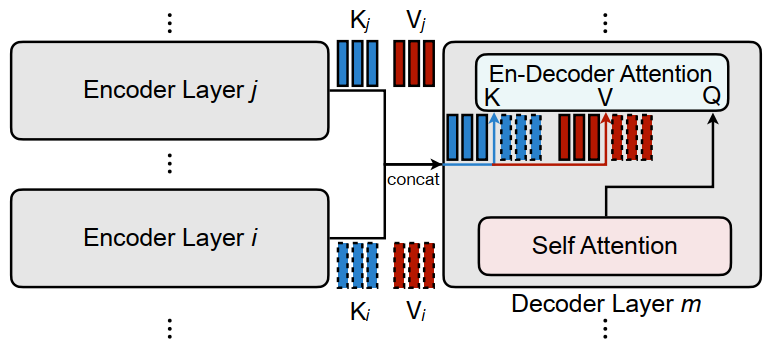 K_j V_j
Encoder Layer j
En-Decoder Attention
K V Q
concat
Encoder Layer i
Self Attention
K_i V_i
Decoder Layer m